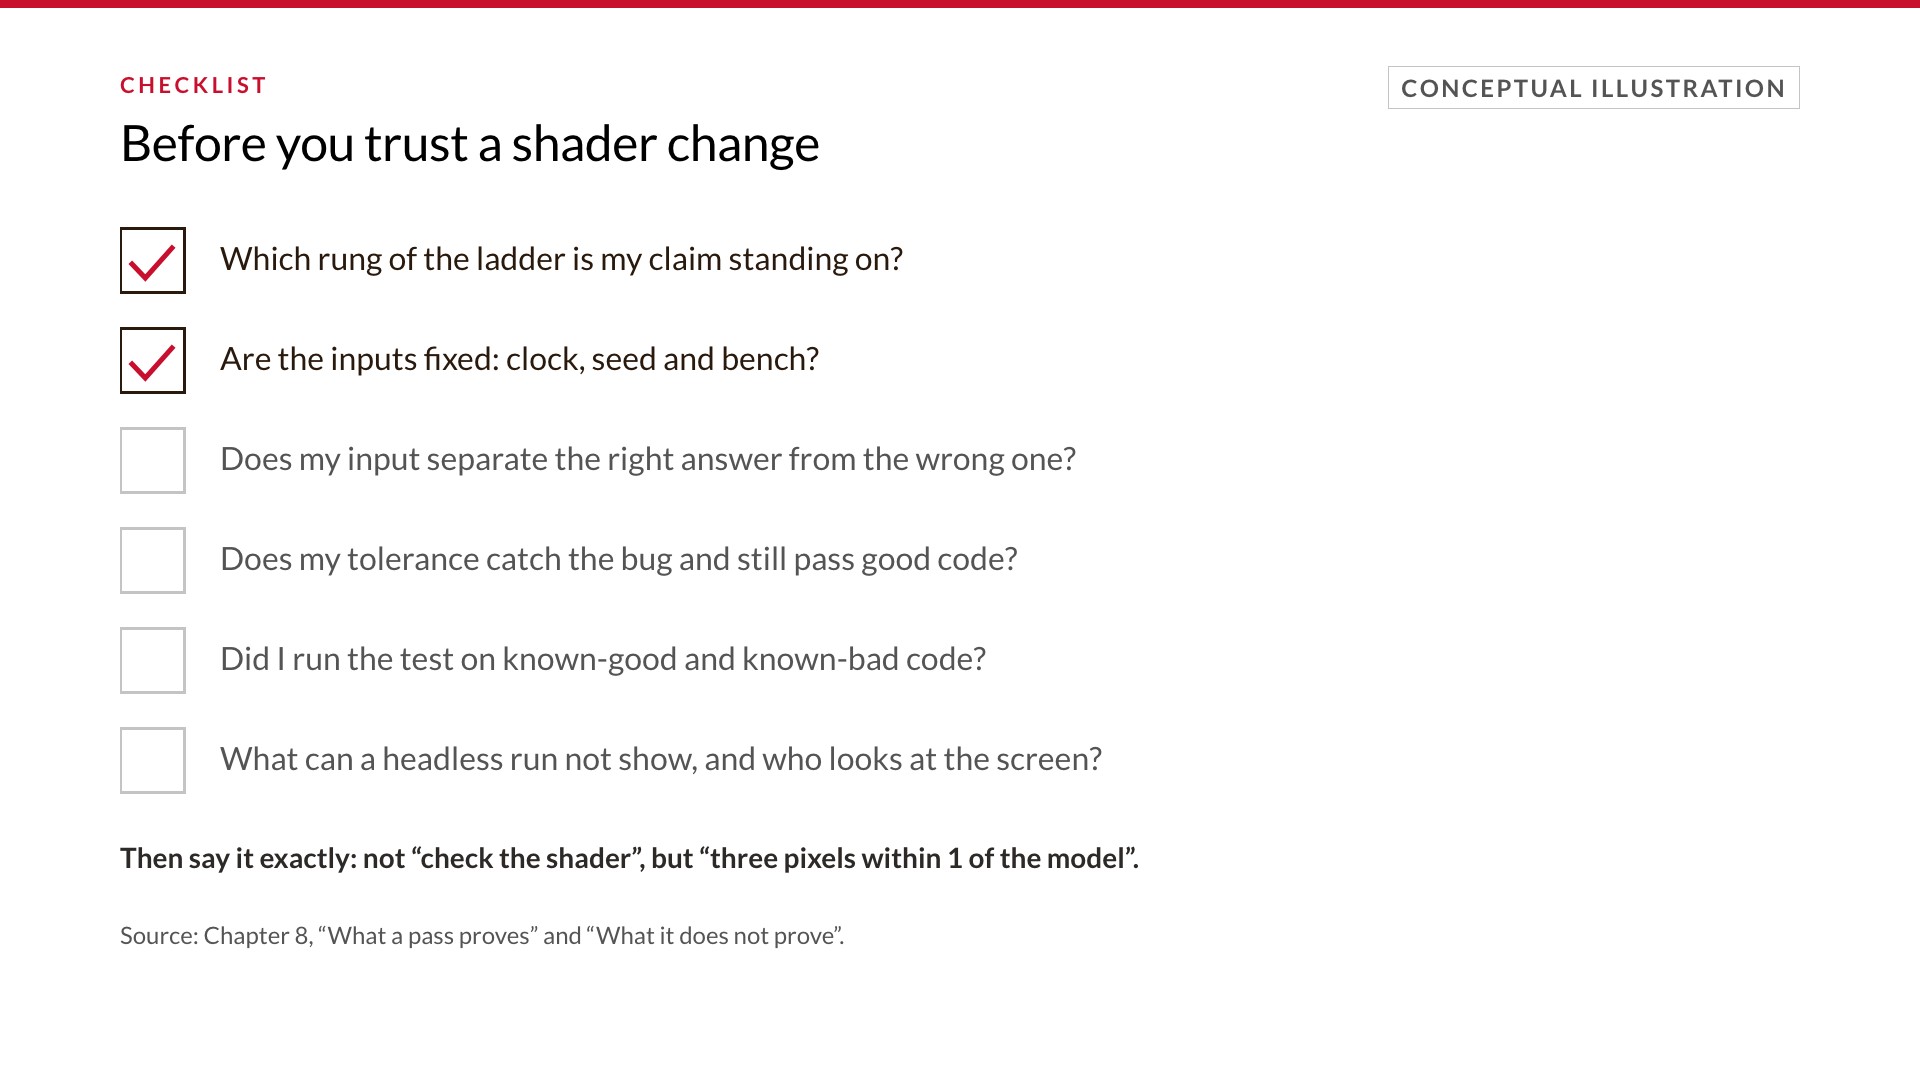 CHECKLIST
CONCEPTUAL ILLUSTRATION
Before you trust a shader change
Which rung of the ladder is my claim standing on?
Are the inputs fixed: clock, seed and bench?
Does my input separate the right answer from the wrong one?
Does my tolerance catch the bug and still pass good code?
Did I run the test on known-good and known-bad code?
What can a headless run not show, and who looks at the screen?
Then say it exactly: not “check the shader”, but “three pixels within 1 of the model”.
Source: Chapter 8, “What a pass proves” and “What it does not prove”.